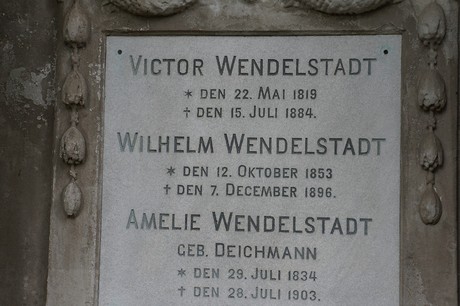 VICTOR WENDELSTADT
* DEN 22. MAI 1819
† DEN 15. JULI 1884.
WILHELM WENDELSTADT
* DEN 12. OKTOBER 1853
† DEN 7. DECEMBER 1896.
AMELIE WENDELSTADT
GEB. DEICHMANN
* DEN 29. JULI 1834
† DEN 28. JULI 1903.